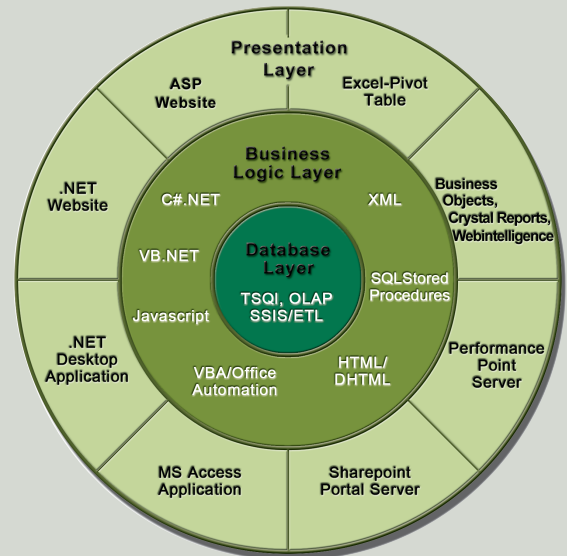 Presentation
Layer
ASP
Website
Excel-Pivot
Table
.NET
Website
Business
Objects,
Crystal Reports,
Webintelligence
.NET
Desktop
Application
Performance
Point
Server
MS Access
Application
Sharepoint
Portal Server
Business
Logic Layer
C#.NET
XML
VB.NET
SQLStored
Procedures
Javascript
VBA/Office
Automation
HTML/
DHTML
Database
Layer
TSQl, OLAP
SSIS/ETL